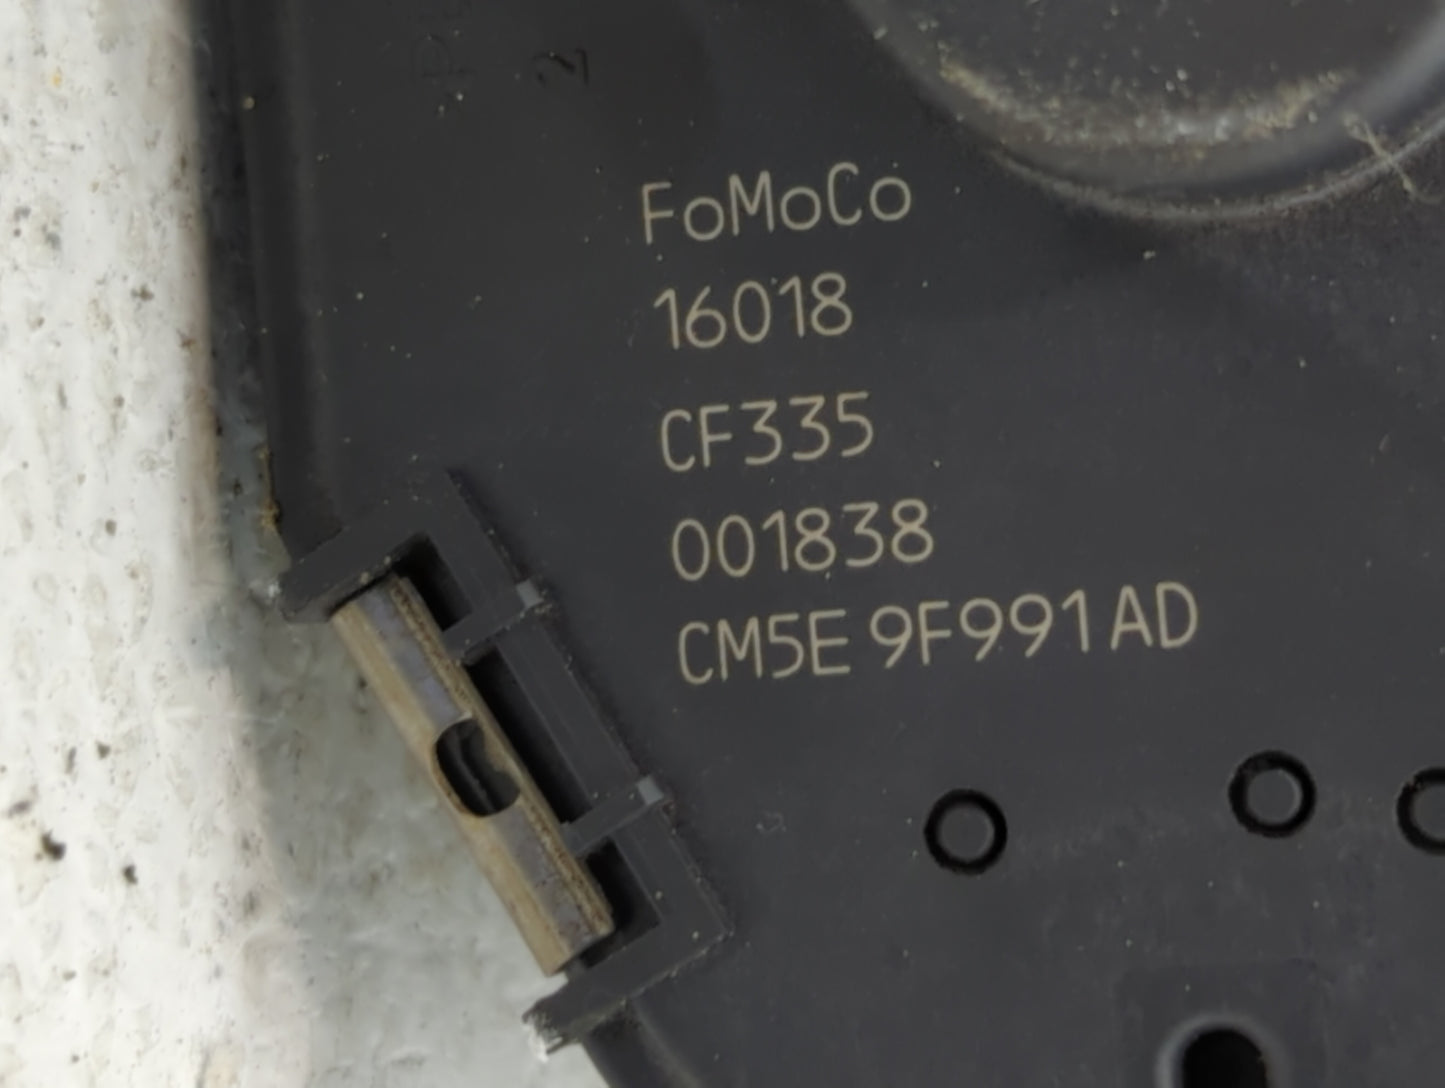 FoMoCo
16018
CF335
001838
CM5E 9F991 AD